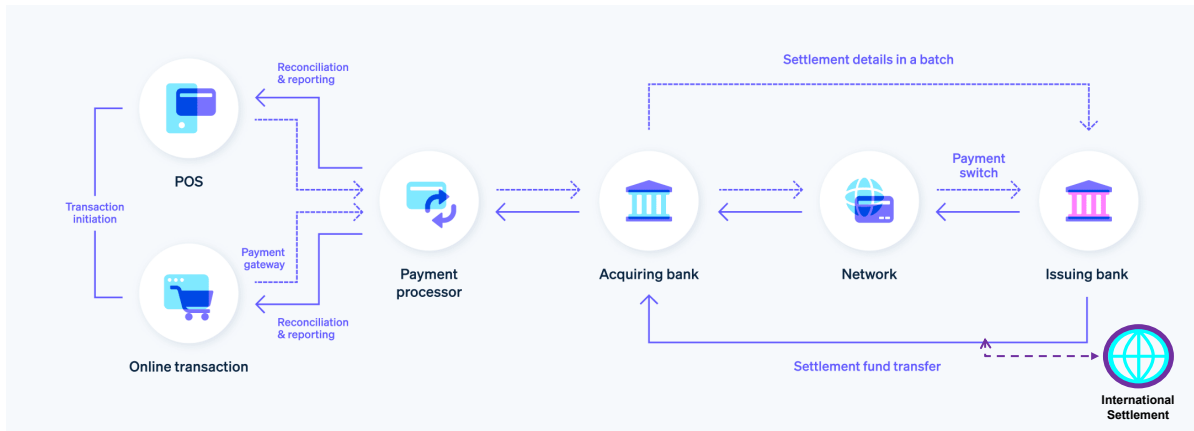 Settlement details in a batch
Reconciliation
& reporting
POS
Transaction
initiation
Payment
switch
Payment
gateway
Payment
processor
Acquiring bank
Network
Issuing bank
Reconciliation
& reporting
Online transaction
Settlement fund transfer
International
Settlement